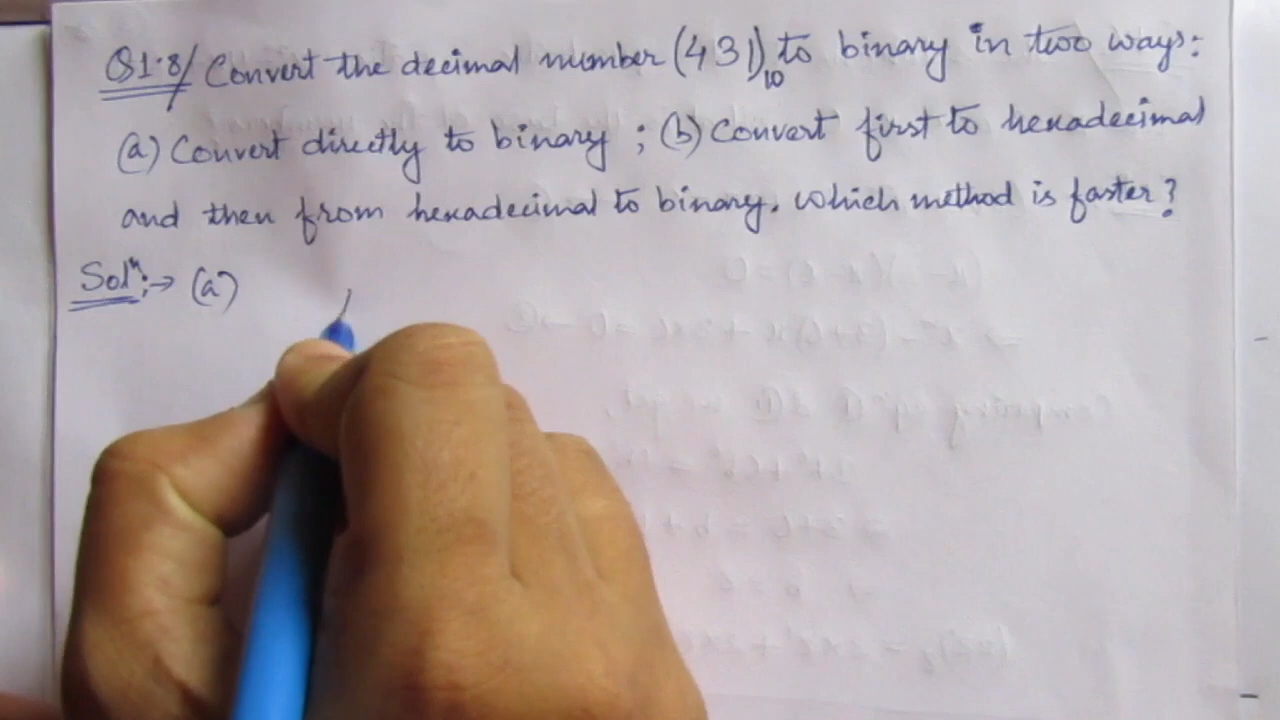 Q1.8/ Convert the decimal number (431)10 to binary in two ways:
(a) Convert directly to binary ; (b) Convert first to hexadecimal
and then from hexadecimal to binary. Which method is faster?
Solⁿ:→ (a)